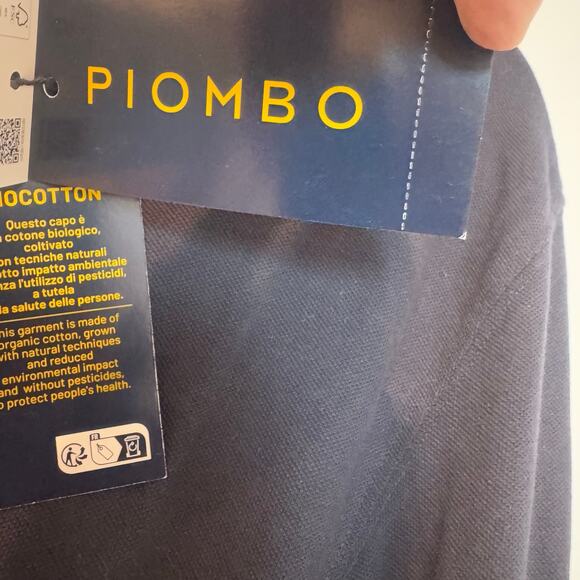 PIOMBO
IOCOTTON
Questo capo è
cotone biologico,
coltivato
on tecniche naturali
otto impatto ambientale
nza l'utilizzo di pesticidi,
a tutela
la salute delle persone.
his garment is made of
organic cotton, grown
with natural techniques
and reduced
environmental impact
and without pesticides,
o protect people's health.
FR